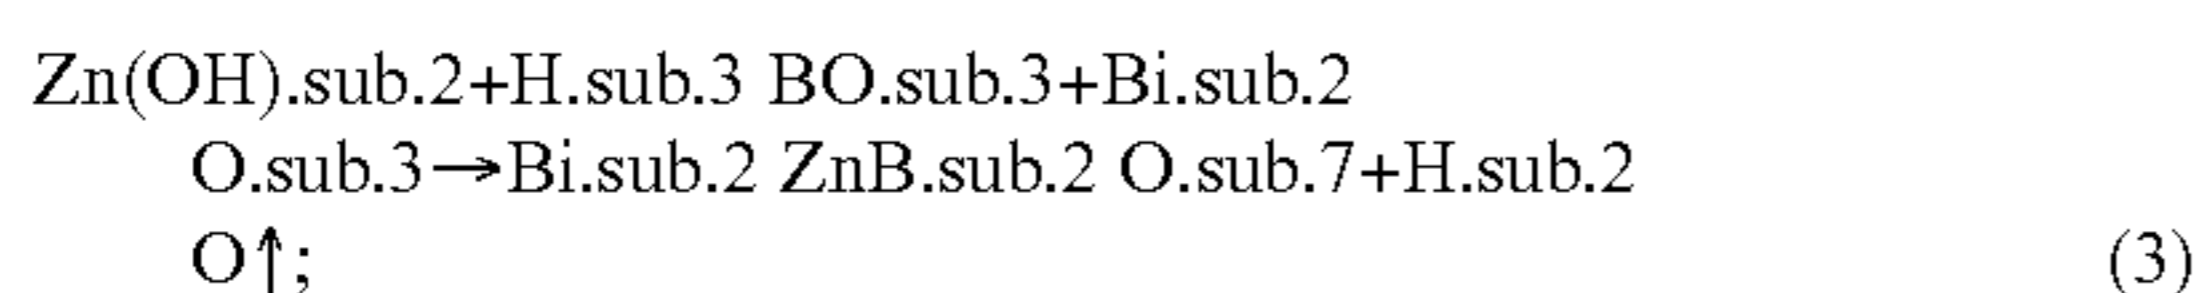 Zn(OH).sub.2+H.sub.3 BO.sub.3+Bi.sub.2
O.sub.3→Bi.sub.2 ZnB.sub.2 O.sub.7+H.sub.2
O↑; (3)